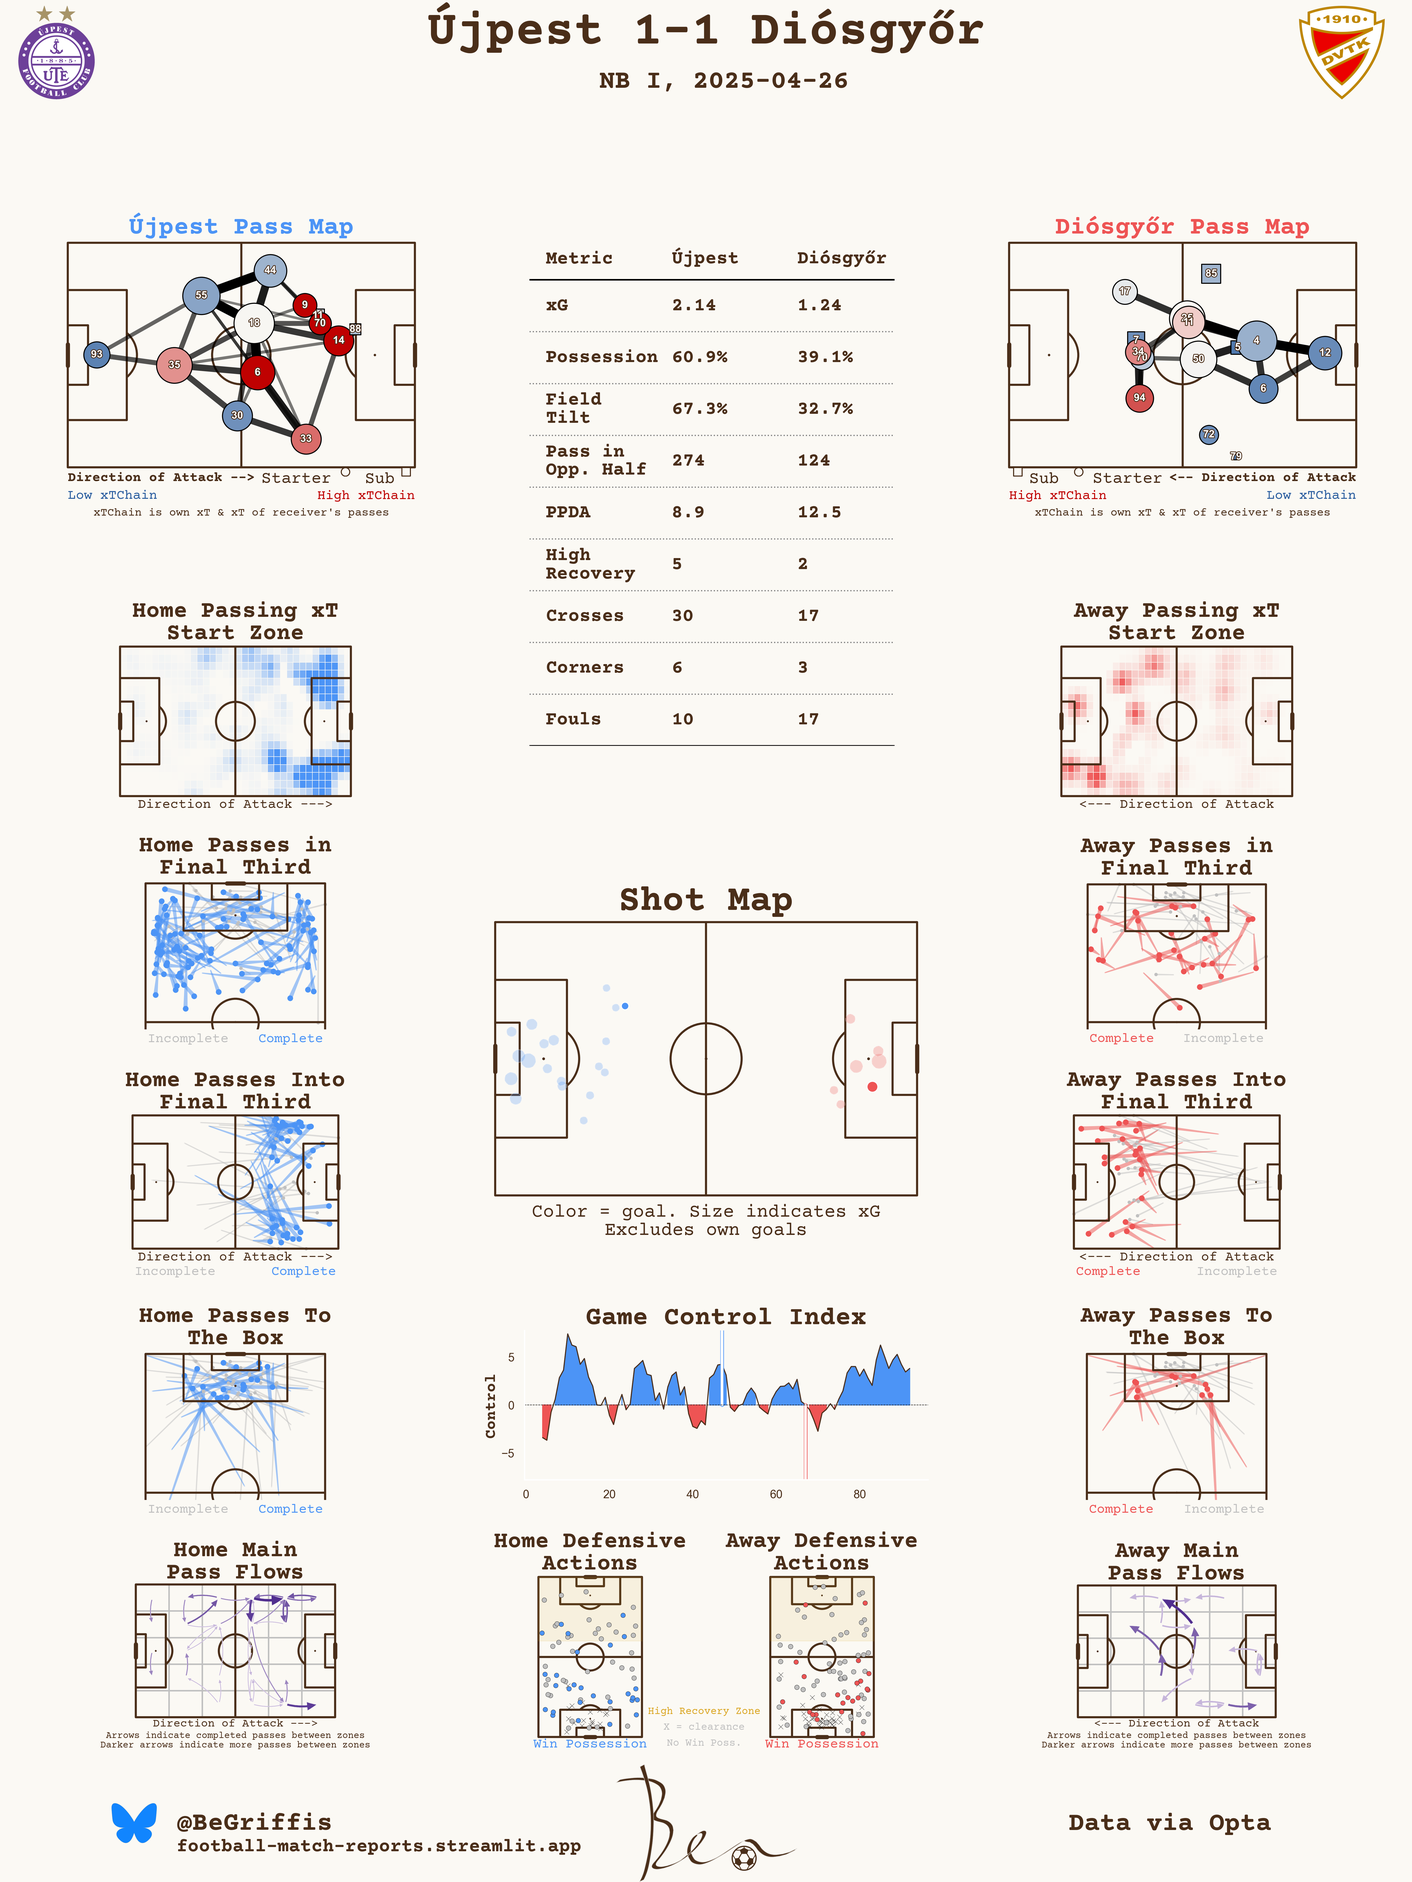 Újpest 1-1 Diósgyőr
NB I, 2025-04-26
ÚJPEST
·1·8·8·5·
UTE
FOOTBALL CLUB
·1910·
DVTK
Újpest Pass Map
44
55
9
11
18
70
88
14
93
35
6
30
33
Direction of Attack --> Starter Sub
Low xTChain High xTChain
xTChain is own xT & xT of receiver's passes
Metric Újpest Diósgyőr
xG 2.14 1.24
Possession 60.9% 39.1%
Field
Tilt 67.3% 32.7%
Pass in
Opp. Half 274 124
PPDA 8.9 12.5
High
Recovery 5 2
Crosses 30 17
Corners 6 3
Fouls 10 17
Diósgyőr Pass Map
85
17
11
7
4
5
34
50
12
6
94
72
79
Sub Starter <-- Direction of Attack
High xTChain Low xTChain
xTChain is own xT & xT of receiver's passes
Home Passing xT
Start Zone
Direction of Attack --->
Away Passing xT
Start Zone
<--- Direction of Attack
Home Passes in
Final Third
Incomplete Complete
Away Passes in
Final Third
Complete Incomplete
Shot Map
Color = goal. Size indicates xG
Excludes own goals
Home Passes Into
Final Third
Direction of Attack --->
Incomplete Complete
Away Passes Into
Final Third
<--- Direction of Attack
Complete Incomplete
Home Passes To
The Box
Incomplete Complete
Game Control Index
Control
5
0
−5
0 20 40 60 80
Away Passes To
The Box
Complete Incomplete
Home Main
Pass Flows
Direction of Attack --->
Arrows indicate completed passes between zones
Darker arrows indicate more passes between zones
Home Defensive
Actions
Win Possession
Away Defensive
Actions
Win Possession
High Recovery Zone
X = clearance
No Win Poss.
Away Main
Pass Flows
<--- Direction of Attack
Arrows indicate completed passes between zones
Darker arrows indicate more passes between zones
@BeGriffis
football-match-reports.streamlit.app
Ben
Data via Opta